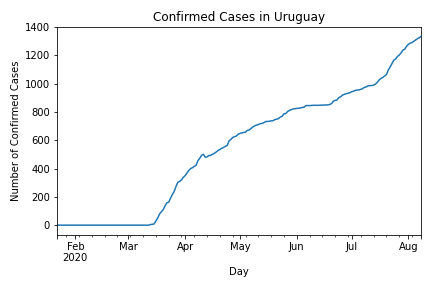 Confirmed Cases in Uruguay
Number of Confirmed Cases
1400
1200
1000
800
600
400
200
0
Feb Mar Apr May Jun Jul Aug
2020
Day